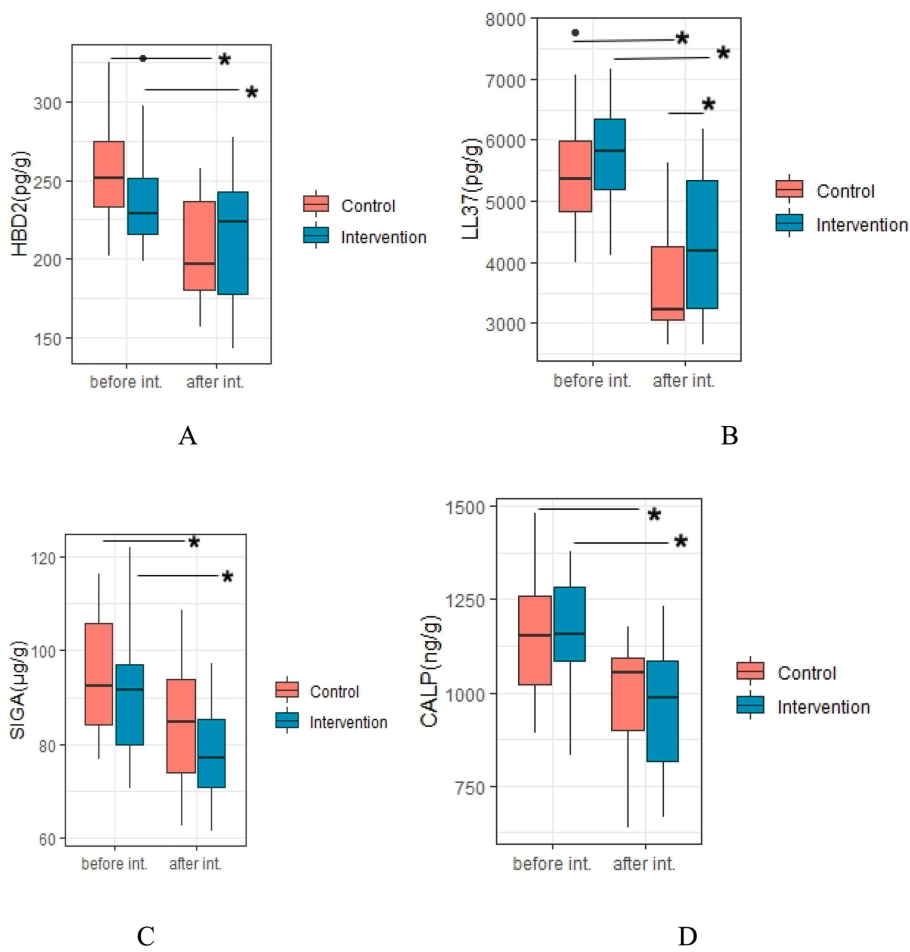 HBD2(pg/g)
300
250
200
150
before int.
after int.
Control
Intervention
A
LL37(pg/g)
8000
7000
6000
5000
4000
3000
before int.
after int.
Control
Intervention
B
SIGA(µg/g)
120
100
80
60
before int.
after int.
Control
Intervention
C
CALP(ng/g)
1500
1250
1000
750
before int.
after int.
Control
Intervention
D